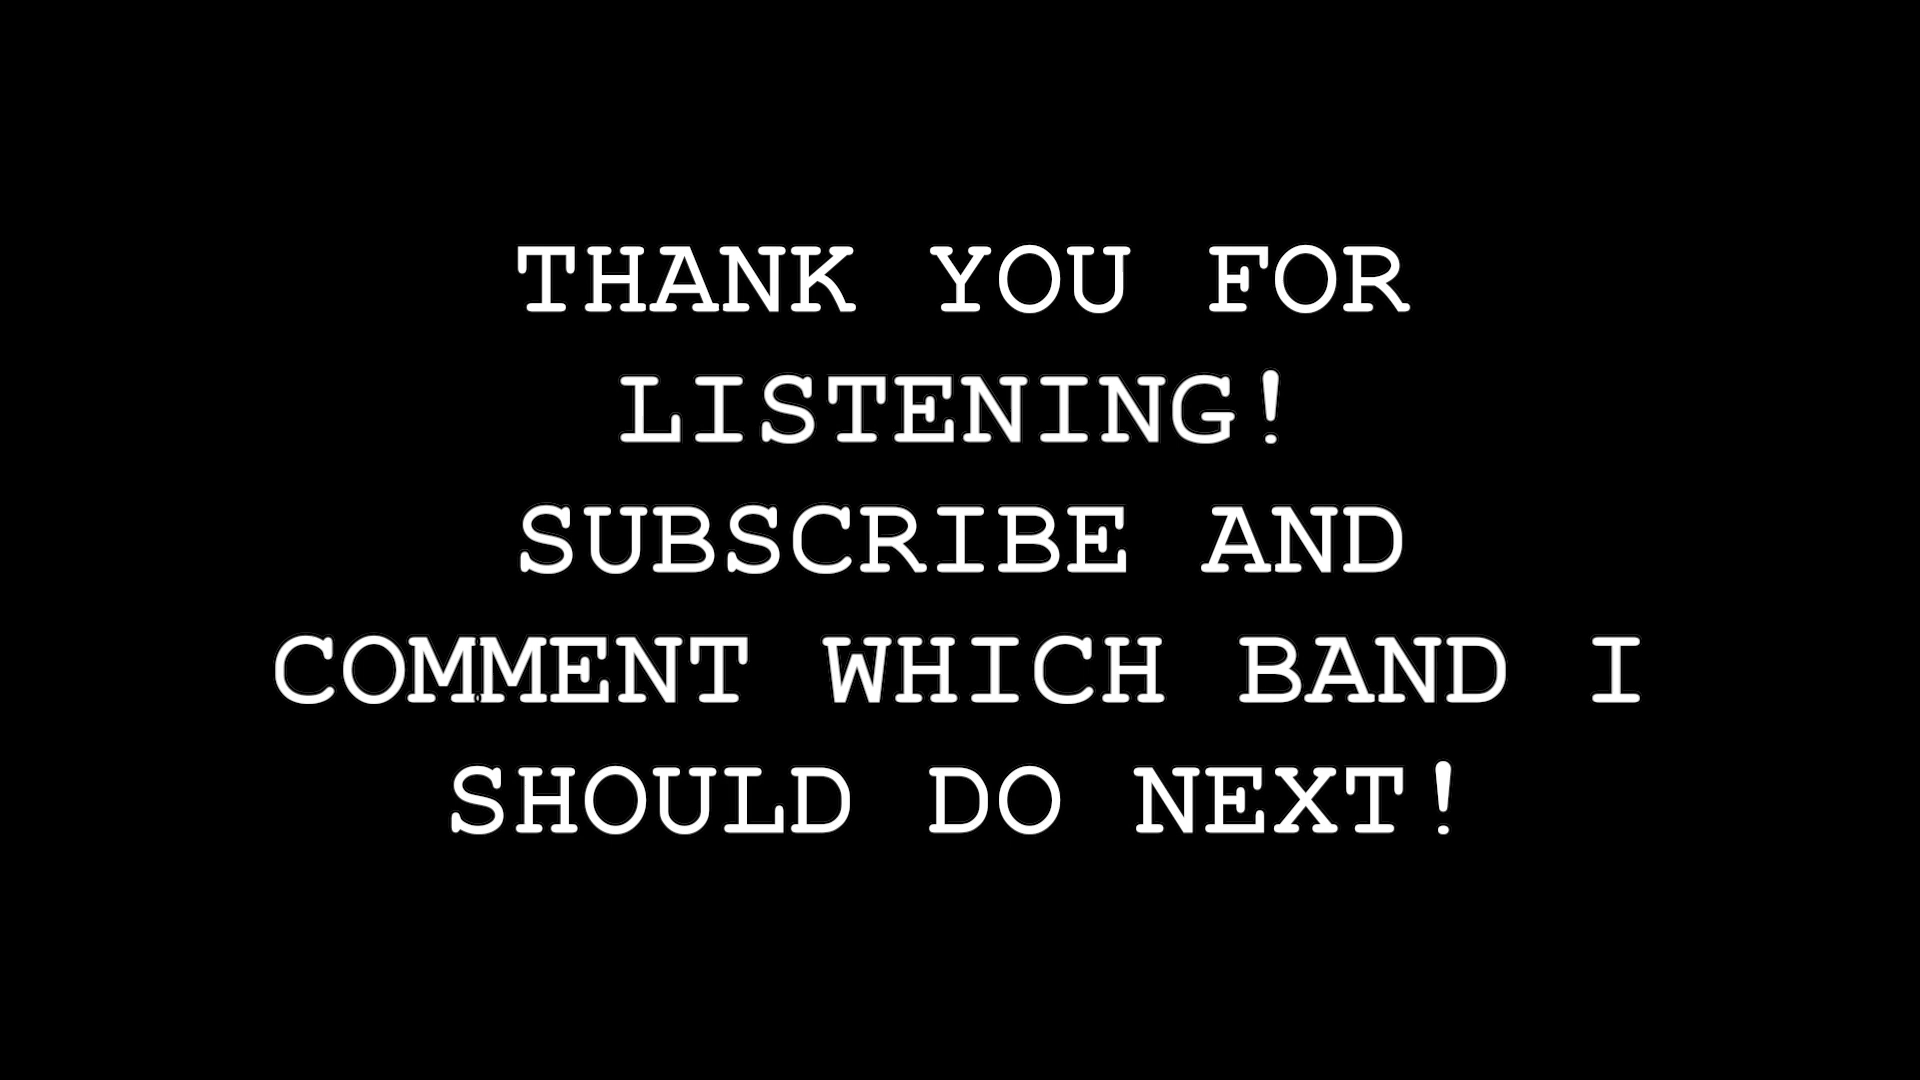 THANK YOU FOR
LISTENING!
SUBSCRIBE AND
COMMENT WHICH BAND I
SHOULD DO NEXT!